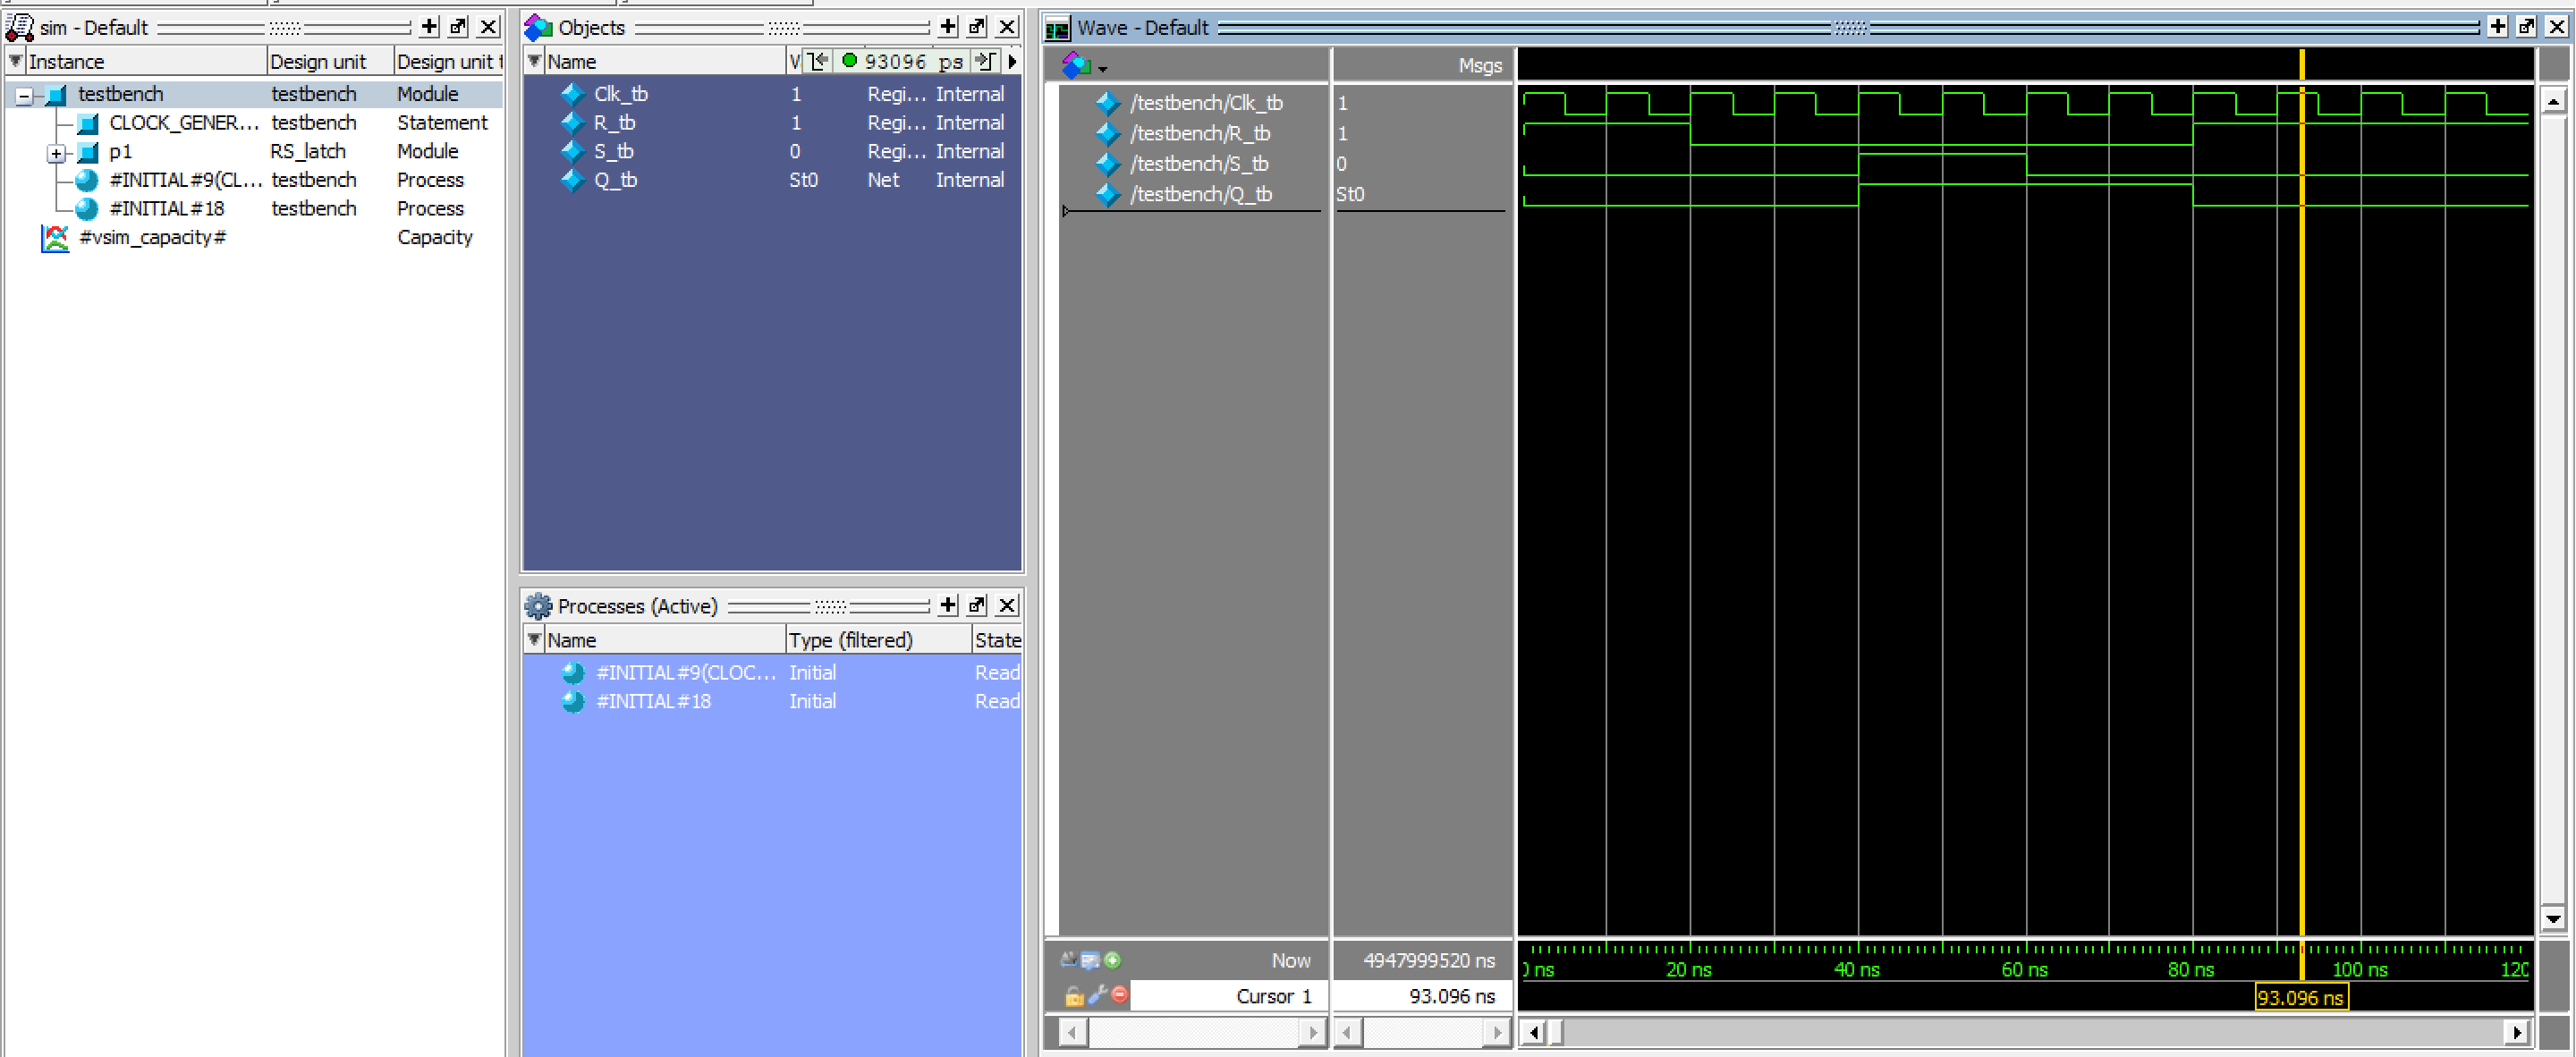 sim - Default
Instance Design unit Design unit t
testbench testbench Module
CLOCK_GENER... testbench Statement
p1 RS_latch Module
#INITIAL#9(CL... testbench Process
#INITIAL#18 testbench Process
#vsim_capacity# Capacity
Objects
Name V 93096 ps
Clk_tb 1 Regi... Internal
R_tb 1 Regi... Internal
S_tb 0 Regi... Internal
Q_tb St0 Net Internal
Processes (Active)
Name Type (filtered) State
#INITIAL#9(CLOC... Initial Read
#INITIAL#18 Initial Read
Wave - Default
Msgs
/testbench/Clk_tb 1
/testbench/R_tb 1
/testbench/S_tb 0
/testbench/Q_tb St0
Now 4947999520 ns
Cursor 1 93.096 ns
0 ns 20 ns 40 ns 60 ns 80 ns 100 ns 120
93.096 ns